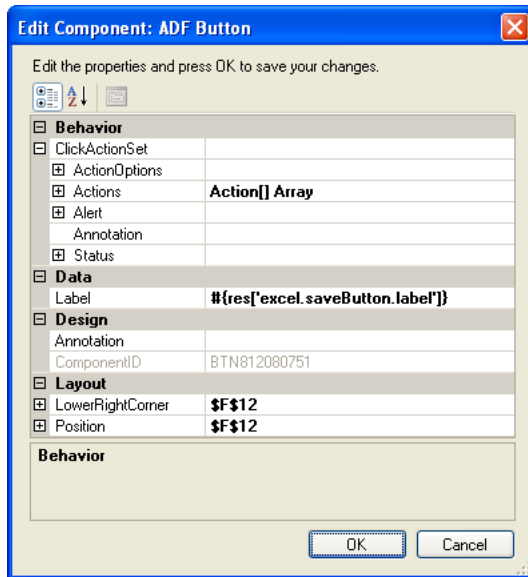 Edit Component: ADF Button
Edit the properties and press OK to save your changes.
Behavior
ClickActionSet
ActionOptions
Actions Action[] Array
Alert
Annotation
Status
Data
Label #{res['excel.saveButton.label']}
Design
Annotation
ComponentID BTN812080751
Layout
LowerRightCorner $F$12
Position $F$12
Behavior
OK Cancel